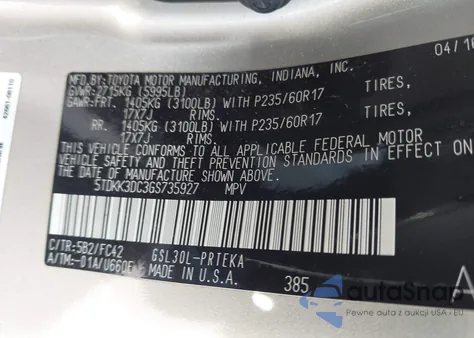 MFD. BY:TOYOTA MOTOR MANUFACTURING, INDIANA, INC. 04/16
GVWR:2715KG (5995LB)
GAWR:FRT. 1405KG (3100LB) WITH P235/60R17 TIRES,
17X7J RIMS.
RR. 1405KG (3100LB) WITH P235/60R17 TIRES,
17X7J RIMS.
THIS VEHICLE CONFORMS TO ALL APPLICABLE FEDERAL MOTOR
VEHICLE SAFETY AND THEFT PREVENTION STANDARDS IN EFFECT ON
THE DATE OF MANUFACTURE SHOWN ABOVE.
5TDKK3DC3GS735927 MPV
C/TR:5B2/FC42 GSL30L-PRTEKA
A/TM:-01A/U660E MADE IN U.S.A. 385 A
autoSnap
Pewne auta z aukcji USA - EU